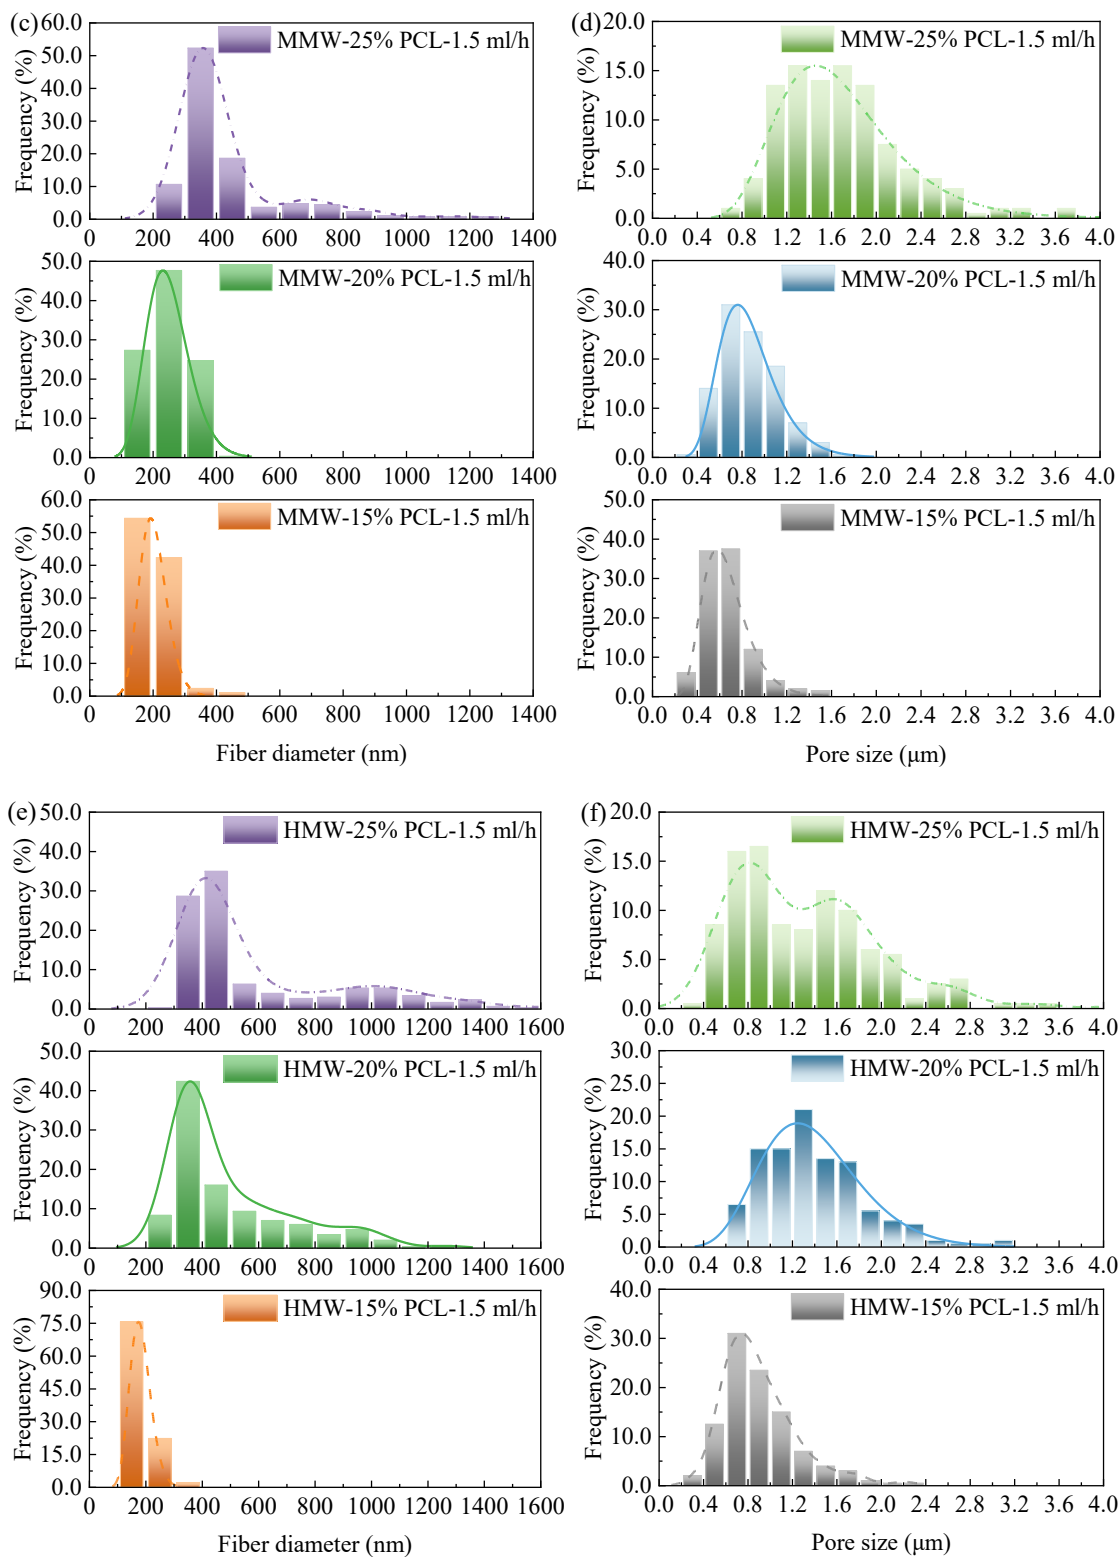 (c)
MMW-25% PCL-1.5 ml/h
Frequency (%)
60.0
50.0
40.0
30.0
20.0
10.0
0.0
0 200 400 600 800 1000 1200 1400
MMW-20% PCL-1.5 ml/h
Frequency (%)
50.0
40.0
30.0
20.0
10.0
0.0
0 200 400 600 800 1000 1200 1400
MMW-15% PCL-1.5 ml/h
Frequency (%)
60.0
50.0
40.0
30.0
20.0
10.0
0.0
0 200 400 600 800 1000 1200 1400
Fiber diameter (nm)
(d)
MMW-25% PCL-1.5 ml/h
Frequency (%)
20.0
15.0
10.0
5.0
0.0
0.0 0.4 0.8 1.2 1.6 2.0 2.4 2.8 3.2 3.6 4.0
MMW-20% PCL-1.5 ml/h
Frequency (%)
40.0
30.0
20.0
10.0
0.0
0.0 0.4 0.8 1.2 1.6 2.0 2.4 2.8 3.2 3.6 4.0
MMW-15% PCL-1.5 ml/h
Frequency (%)
50.0
40.0
30.0
20.0
10.0
0.0
0.0 0.4 0.8 1.2 1.6 2.0 2.4 2.8 3.2 3.6 4.0
Pore size (μm)
(e)
HMW-25% PCL-1.5 ml/h
Frequency (%)
50.0
40.0
30.0
20.0
10.0
0.0
0 200 400 600 800 1000 1200 1400 1600
HMW-20% PCL-1.5 ml/h
Frequency (%)
50.0
40.0
30.0
20.0
10.0
0.0
0 200 400 600 800 1000 1200 1400 1600
HMW-15% PCL-1.5 ml/h
Frequency (%)
90.0
75.0
60.0
45.0
30.0
15.0
0.0
0 200 400 600 800 1000 1200 1400 1600
Fiber diameter (nm)
(f)
HMW-25% PCL-1.5 ml/h
Frequency (%)
20.0
15.0
10.0
5.0
0.0
0.0 0.4 0.8 1.2 1.6 2.0 2.4 2.8 3.2 3.6 4.0
HMW-20% PCL-1.5 ml/h
Frequency (%)
30.0
25.0
20.0
15.0
10.0
5.0
0.0
0.0 0.4 0.8 1.2 1.6 2.0 2.4 2.8 3.2 3.6 4.0
HMW-15% PCL-1.5 ml/h
Frequency (%)
40.0
30.0
20.0
10.0
0.0
0.0 0.4 0.8 1.2 1.6 2.0 2.4 2.8 3.2 3.6 4.0
Pore size (μm)